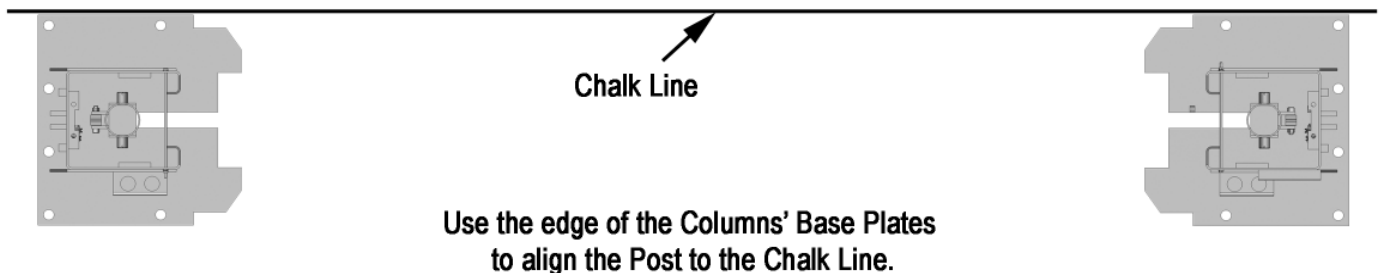 Chalk Line
Use the edge of the Columns’ Base Plates
to align the Post to the Chalk Line.